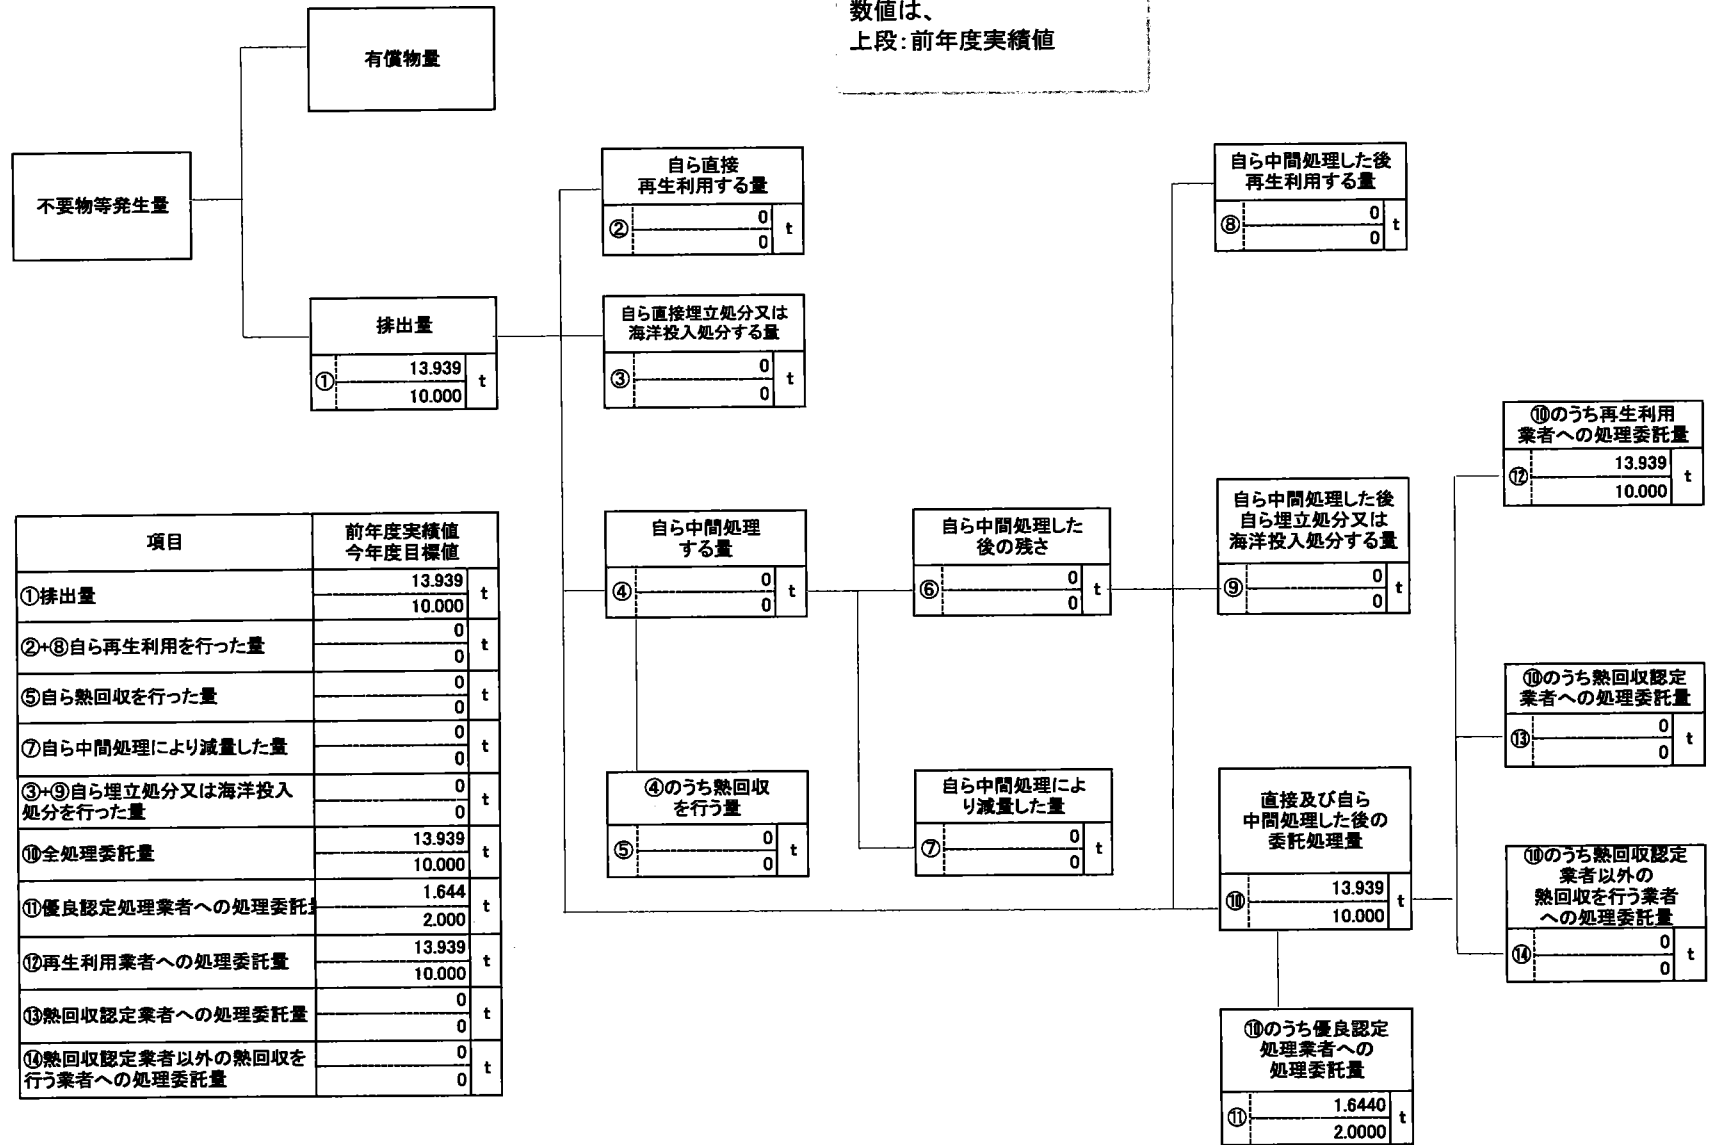 数値は、
上段:前年度実績値
有償物量
不要物等発生量
排出量
① 13.939 t
10.000
自ら直接
再生利用する量
② 0 t
0
自ら直接埋立処分又は
海洋投入処分する量
③ 0 t
0
自ら中間処理
する量
④ 0 t
0
④のうち熱回収
を行う量
⑤ 0 t
0
自ら中間処理した
後の残さ
⑥ 0 t
0
自ら中間処理によ
り減量した量
⑦ 0 t
0
自ら中間処理した後
再生利用する量
⑧ 0 t
0
自ら中間処理した後
自ら埋立処分又は
海洋投入処分する量
⑨ 0 t
0
直接及び自ら
中間処理した後の
委託処理量
⑩ 13.939 t
10.000
⑩のうち優良認定
処理業者への
処理委託量
⑪ 1.6440 t
2.0000
⑩のうち再生利用
業者への処理委託量
⑫ 13.939 t
10.000
⑩のうち熱回収認定
業者への処理委託量
⑬ 0 t
0
⑩のうち熱回収認定
業者以外の
熱回収を行う業者
への処理委託量
⑭ 0 t
0
項目 前年度実績値
今年度目標値
①排出量 13.939 t
10.000
②+⑧自ら再生利用を行った量 0 t
0
⑤自ら熱回収を行った量 0 t
0
⑦自ら中間処理により減量した量 0 t
0
③+⑨自ら埋立処分又は海洋投入
処分を行った量 0 t
0
⑩全処理委託量 13.939 t
10.000
⑪優良認定処理業者への処理委託 1.644 t
2.000
⑫再生利用業者への処理委託量 13.939 t
10.000
⑬熱回収認定業者への処理委託量 0 t
0
⑭熱回収認定業者以外の熱回収を
行う業者への処理委託量 0 t
0